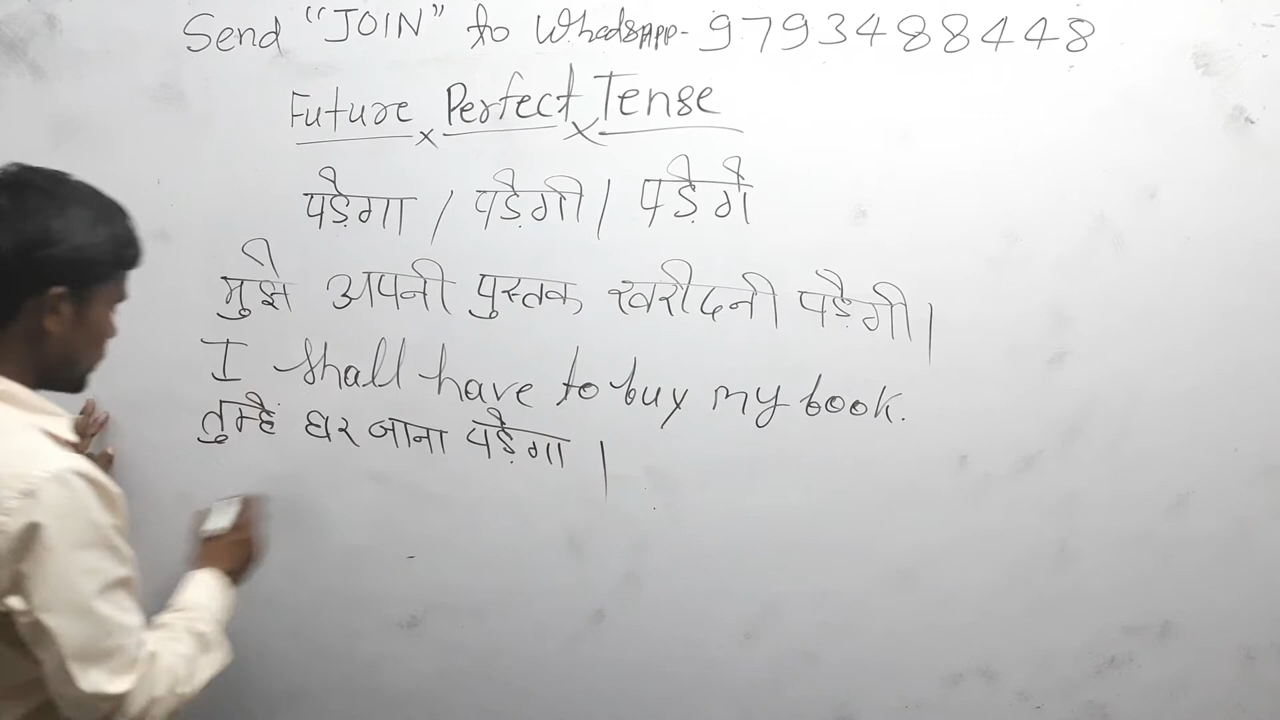 Send "JOIN" to WhatsAPP- 9793488448
Future Perfect Tense
पड़ेगा / पड़ेगी / पड़ेगें
मुझे अपनी पुस्तक खरीदनी पड़ेगी।
I shall have to buy my book.
तुम्हें घर जाना पड़ेगा ।